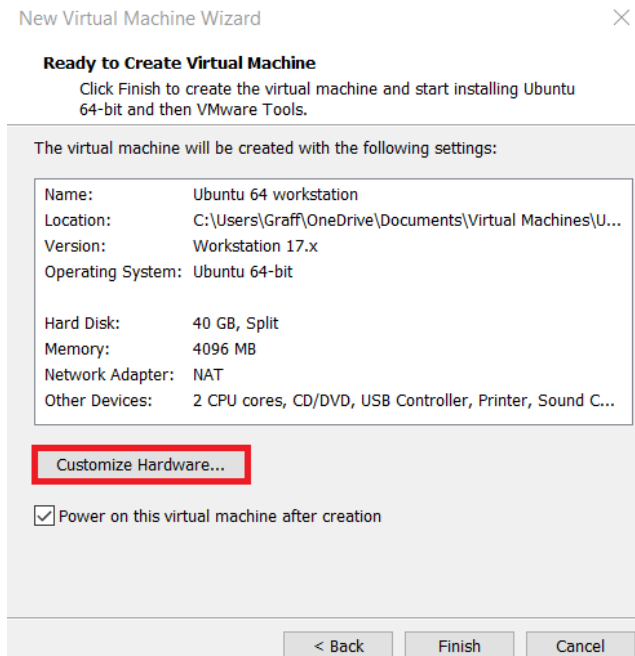 New Virtual Machine Wizard
Ready to Create Virtual Machine
Click Finish to create the virtual machine and start installing Ubuntu
64-bit and then VMware Tools.
The virtual machine will be created with the following settings:
Name: Ubuntu 64 workstation
Location: C:\Users\Graff\OneDrive\Documents\Virtual Machines\U...
Version: Workstation 17.x
Operating System: Ubuntu 64-bit
Hard Disk: 40 GB, Split
Memory: 4096 MB
Network Adapter: NAT
Other Devices: 2 CPU cores, CD/DVD, USB Controller, Printer, Sound C...
Customize Hardware...
Power on this virtual machine after creation
< Back Finish Cancel